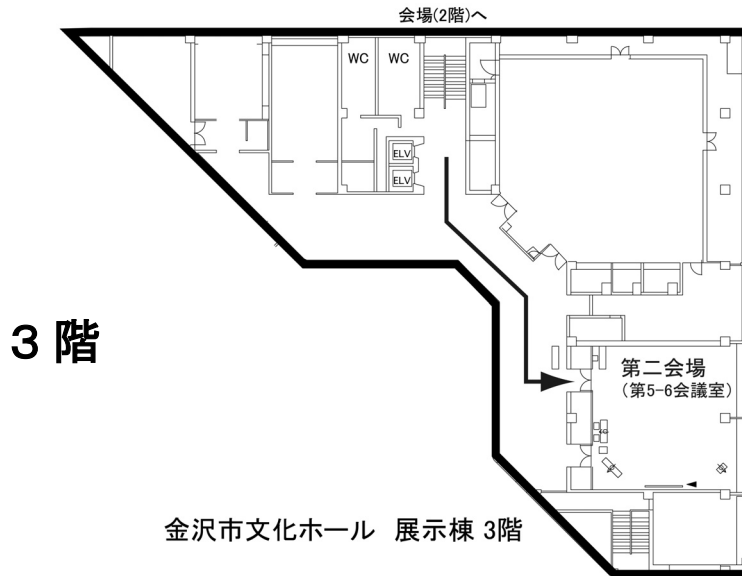 会場(2階)へ
WC WC
ELV
ELV
3階
第二会場
(第5-6会議室)
金沢市文化ホール 展示棟 3階